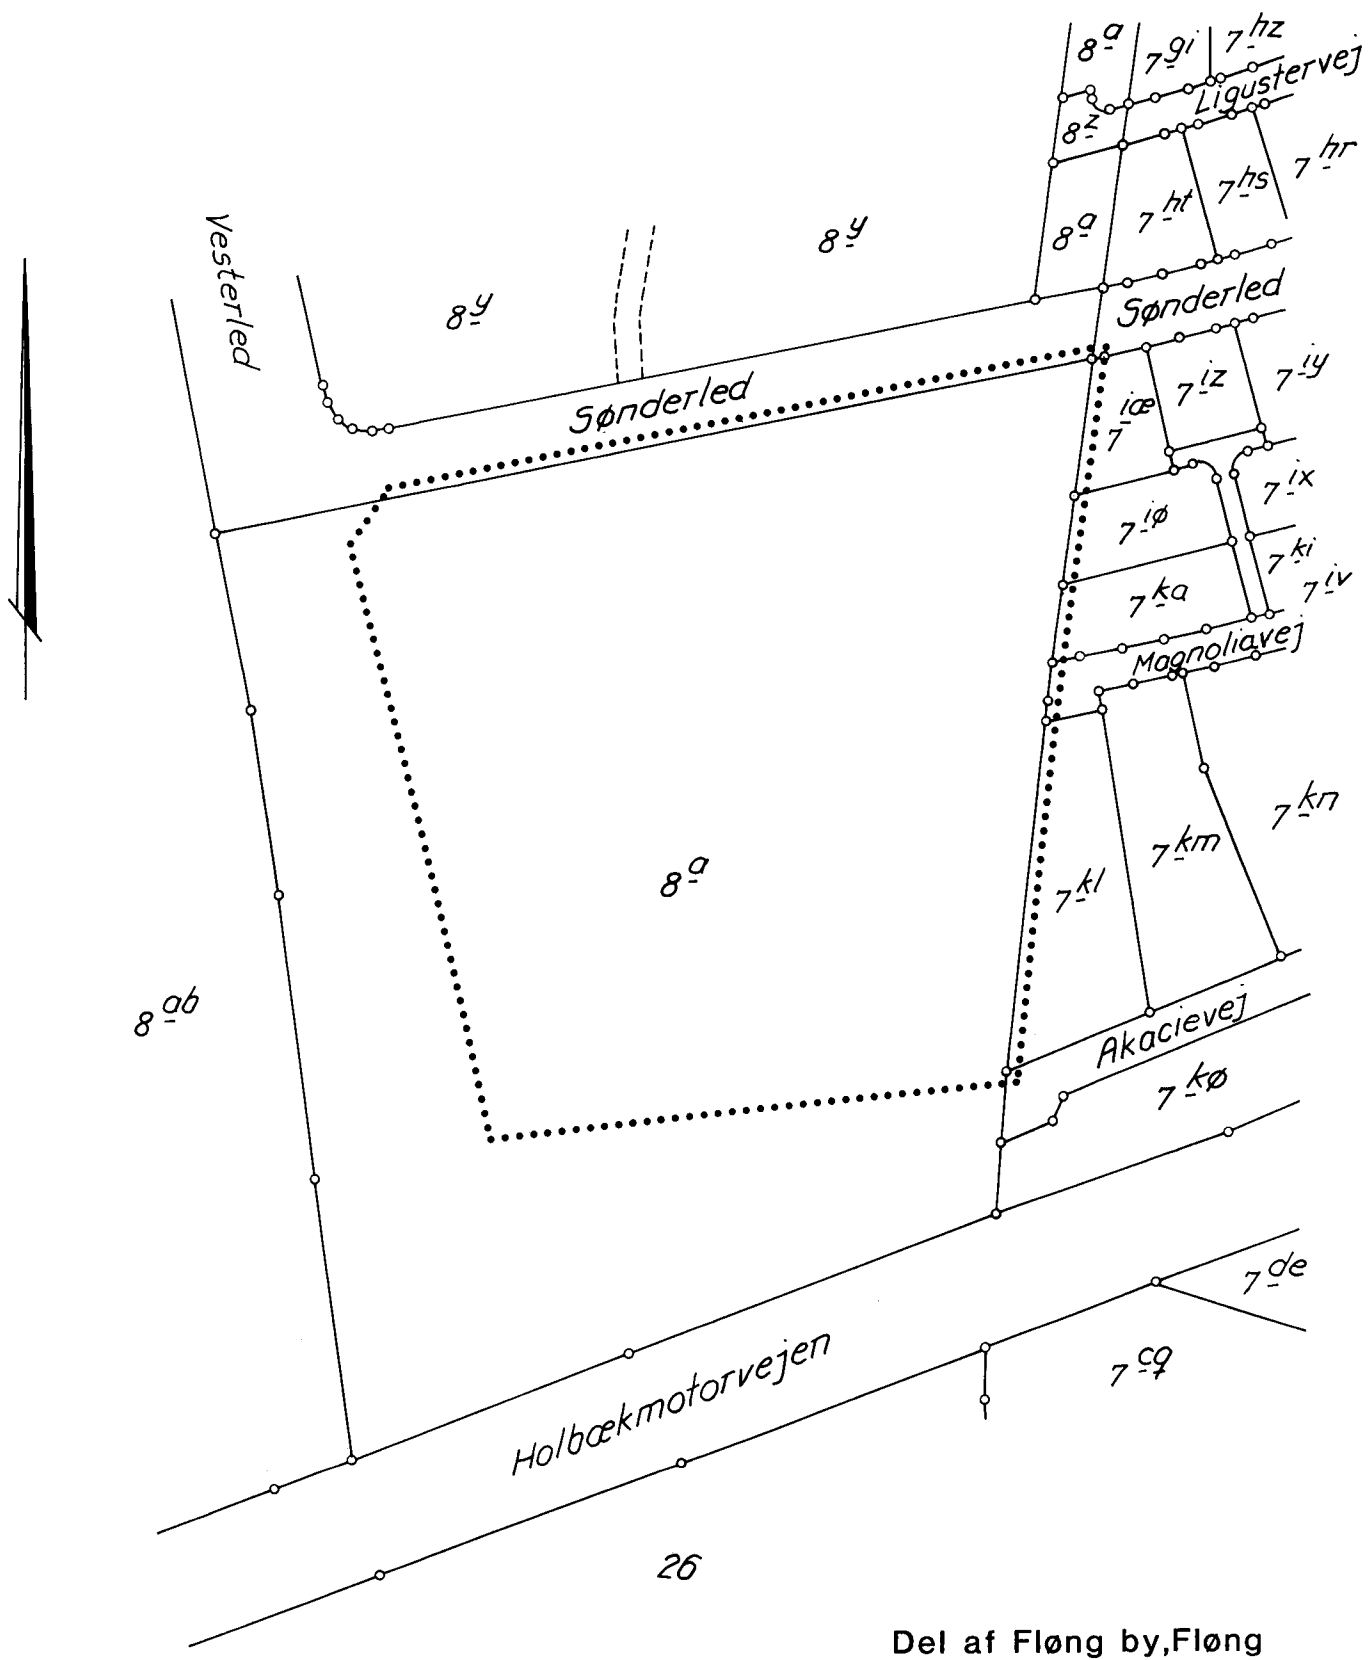 8a
7gi
7hz
Ligustervej
8z
7hr
7hs
7ht
8a
8y
8y
Vesterled
Sønderled
Sønderled
7iæ
7iz
7iy
7ix
7iø
7ki
7iv
7ka
Magnoliavej
7kn
7km
7kl
8a
8ab
Akacievej
7kø
7de
7cq
Holbækmotorvejen
26
Del af Fløng by,Fløng